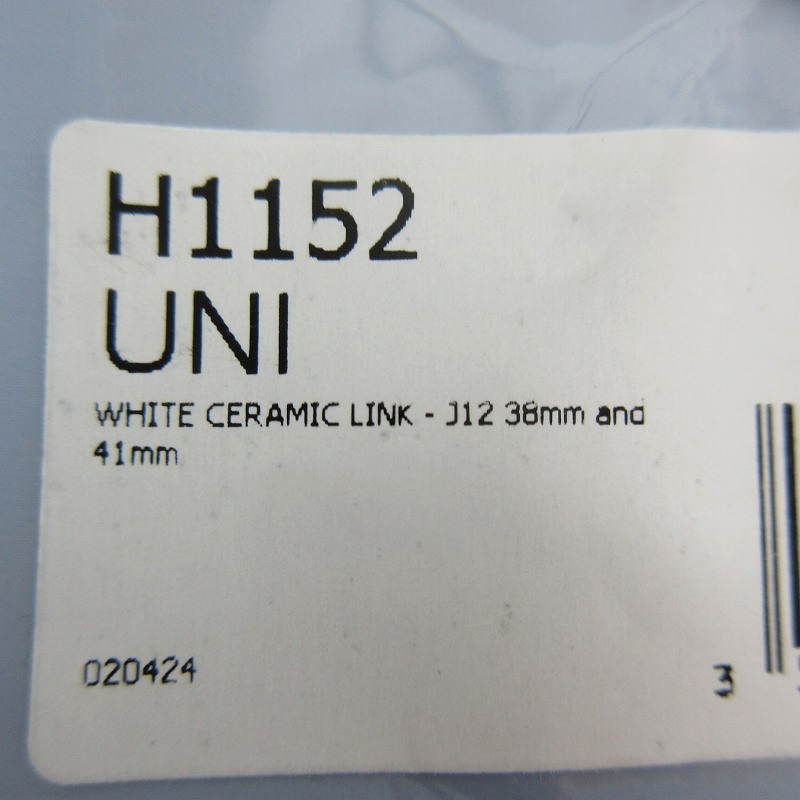 H1152
UNI
WHITE CERAMIC LINK - J12 38mm and
41mm
020424
3